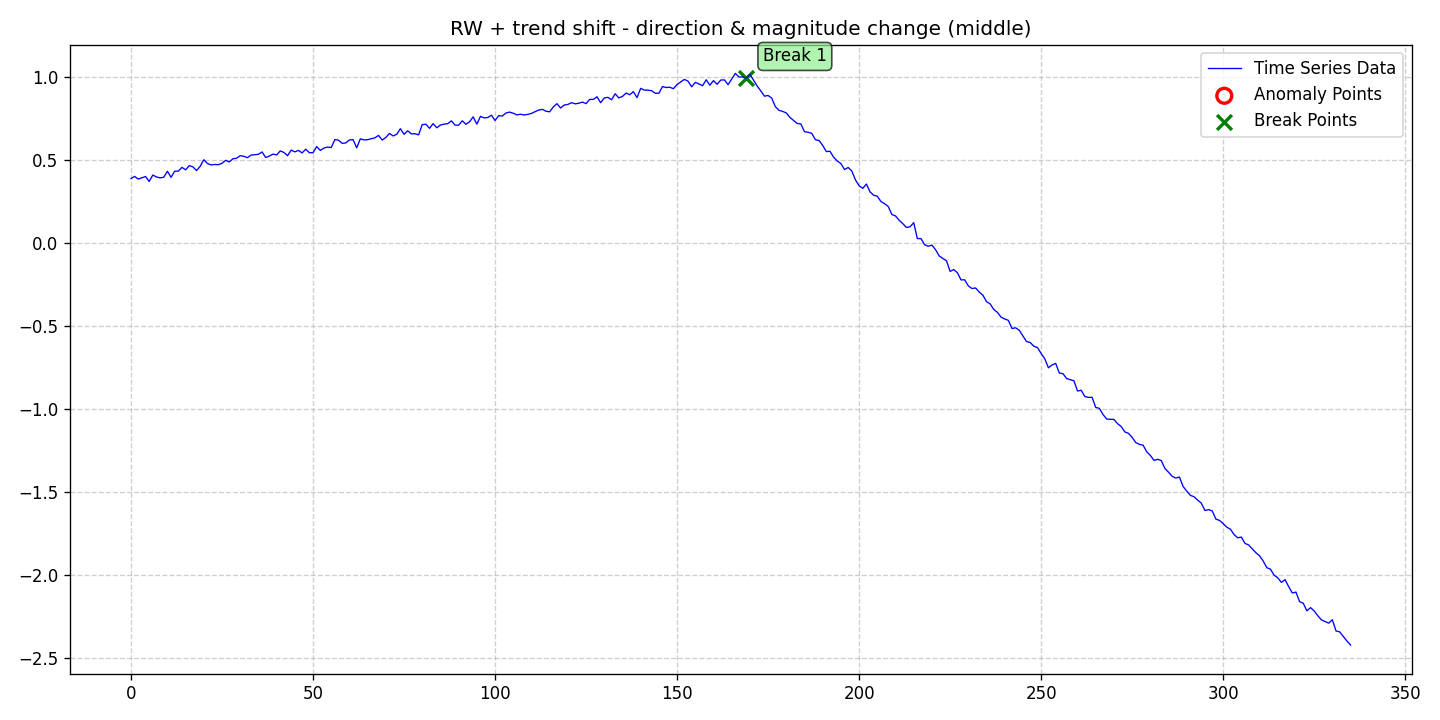 RW + trend shift - direction & magnitude change (middle)
Break 1
Time Series Data
Anomaly Points
Break Points
1.0
0.5
0.0
−0.5
−1.0
−1.5
−2.0
−2.5
0 50 100 150 200 250 300 350